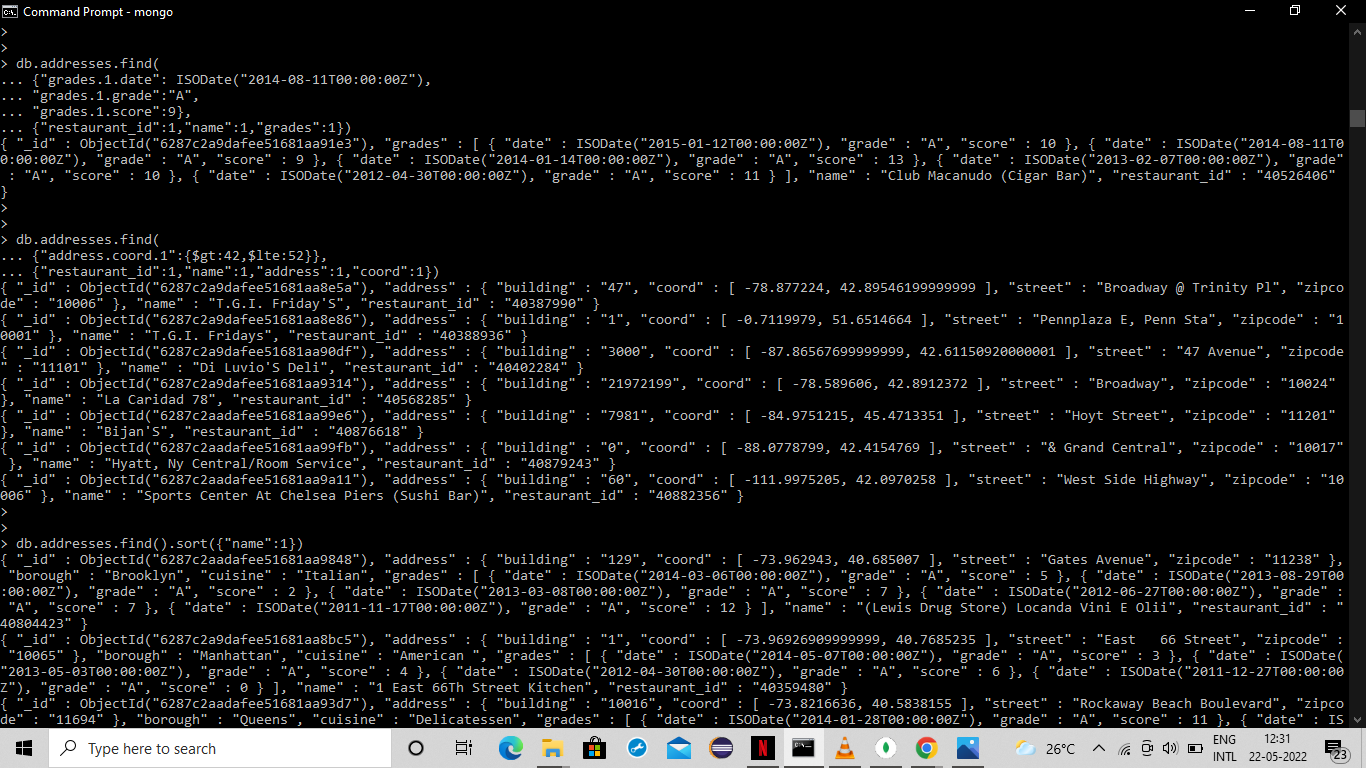 Command Prompt - mongo
>
>
> db.addresses.find(
... {"grades.1.date": ISODate("2014-08-11T00:00:00Z"),
... "grades.1.grade":"A",
... "grades.1.score":9},
... {"restaurant_id":1,"name":1,"grades":1})
{ "_id" : ObjectId("6287c2a9dafee51681aa91e3"), "grades" : [ { "date" : ISODate("2015-01-12T00:00:00Z"), "grade" : "A", "score" : 10 }, { "date" : ISODate("2014-08-11T0
0:00:00Z"), "grade" : "A", "score" : 9 }, { "date" : ISODate("2014-01-14T00:00:00Z"), "grade" : "A", "score" : 13 }, { "date" : ISODate("2013-02-07T00:00:00Z"), "grade"
 : "A", "score" : 10 }, { "date" : ISODate("2012-04-30T00:00:00Z"), "grade" : "A", "score" : 11 } ], "name" : "Club Macanudo (Cigar Bar)", "restaurant_id" : "40526406"
}
>
>
> db.addresses.find(
... {"address.coord.1":{$gt:42,$lte:52}},
... {"restaurant_id":1,"name":1,"address":1,"coord":1})
{ "_id" : ObjectId("6287c2a9dafee51681aa8e5a"), "address" : { "building" : "47", "coord" : [ -78.877224, 42.89546199999999 ], "street" : "Broadway @ Trinity Pl", "zipco
de" : "10006" }, "name" : "T.G.I. Friday'S", "restaurant_id" : "40387990" }
{ "_id" : ObjectId("6287c2a9dafee51681aa8e86"), "address" : { "building" : "1", "coord" : [ -0.7119979, 51.6514664 ], "street" : "Pennplaza E, Penn Sta", "zipcode" : "1
0001" }, "name" : "T.G.I. Fridays", "restaurant_id" : "40388936" }
{ "_id" : ObjectId("6287c2a9dafee51681aa90df"), "address" : { "building" : "3000", "coord" : [ -87.86567699999999, 42.61150920000001 ], "street" : "47 Avenue", "zipcode
" : "11101" }, "name" : "Di Luvio'S Deli", "restaurant_id" : "40402284" }
{ "_id" : ObjectId("6287c2a9dafee51681aa9314"), "address" : { "building" : "21972199", "coord" : [ -78.589606, 42.8912372 ], "street" : "Broadway", "zipcode" : "10024"
}, "name" : "La Caridad 78", "restaurant_id" : "40568285" }
{ "_id" : ObjectId("6287c2aadafee51681aa99e6"), "address" : { "building" : "7981", "coord" : [ -84.9751215, 45.4713351 ], "street" : "Hoyt Street", "zipcode" : "11201"
}, "name" : "Bijan'S", "restaurant_id" : "40876618" }
{ "_id" : ObjectId("6287c2aadafee51681aa99fb"), "address" : { "building" : "0", "coord" : [ -88.0778799, 42.4154769 ], "street" : "& Grand Central", "zipcode" : "10017"
 }, "name" : "Hyatt, Ny Central/Room Service", "restaurant_id" : "40879243" }
{ "_id" : ObjectId("6287c2aadafee51681aa9a11"), "address" : { "building" : "60", "coord" : [ -111.9975205, 42.0970258 ], "street" : "West Side Highway", "zipcode" : "10
006" }, "name" : "Sports Center At Chelsea Piers (Sushi Bar)", "restaurant_id" : "40882356" }
>
>
> db.addresses.find().sort({"name":1})
{ "_id" : ObjectId("6287c2aadafee51681aa9848"), "address" : { "building" : "129", "coord" : [ -73.962943, 40.685007 ], "street" : "Gates Avenue", "zipcode" : "11238" },
 "borough" : "Brooklyn", "cuisine" : "Italian", "grades" : [ { "date" : ISODate("2014-03-06T00:00:00Z"), "grade" : "A", "score" : 5 }, { "date" : ISODate("2013-08-29T00
:00:00Z"), "grade" : "A", "score" : 2 }, { "date" : ISODate("2013-03-08T00:00:00Z"), "grade" : "A", "score" : 7 }, { "date" : ISODate("2012-06-27T00:00:00Z"), "grade" :
 "A", "score" : 7 }, { "date" : ISODate("2011-11-17T00:00:00Z"), "grade" : "A", "score" : 12 } ], "name" : "(Lewis Drug Store) Locanda Vini E Olii", "restaurant_id" : "
40804423" }
{ "_id" : ObjectId("6287c2a9dafee51681aa8bc5"), "address" : { "building" : "1", "coord" : [ -73.96926909999999, 40.7685235 ], "street" : "East   66 Street", "zipcode" :
 "10065" }, "borough" : "Manhattan", "cuisine" : "American ", "grades" : [ { "date" : ISODate("2014-05-07T00:00:00Z"), "grade" : "A", "score" : 3 }, { "date" : ISODate(
"2013-05-03T00:00:00Z"), "grade" : "A", "score" : 4 }, { "date" : ISODate("2012-04-30T00:00:00Z"), "grade" : "A", "score" : 6 }, { "date" : ISODate("2011-12-27T00:00:00
Z"), "grade" : "A", "score" : 0 } ], "name" : "1 East 66Th Street Kitchen", "restaurant_id" : "40359480" }
{ "_id" : ObjectId("6287c2aadafee51681aa93d7"), "address" : { "building" : "10016", "coord" : [ -73.8216636, 40.5838155 ], "street" : "Rockaway Beach Boulevard", "zipco
de" : "11694" }, "borough" : "Queens", "cuisine" : "Delicatessen", "grades" : [ { "date" : ISODate("2014-01-28T00:00:00Z"), "grade" : "A", "score" : 11 }, { "date" : IS
Type here to search
26°C
ENG
INTL
12:31
22-05-2022
23